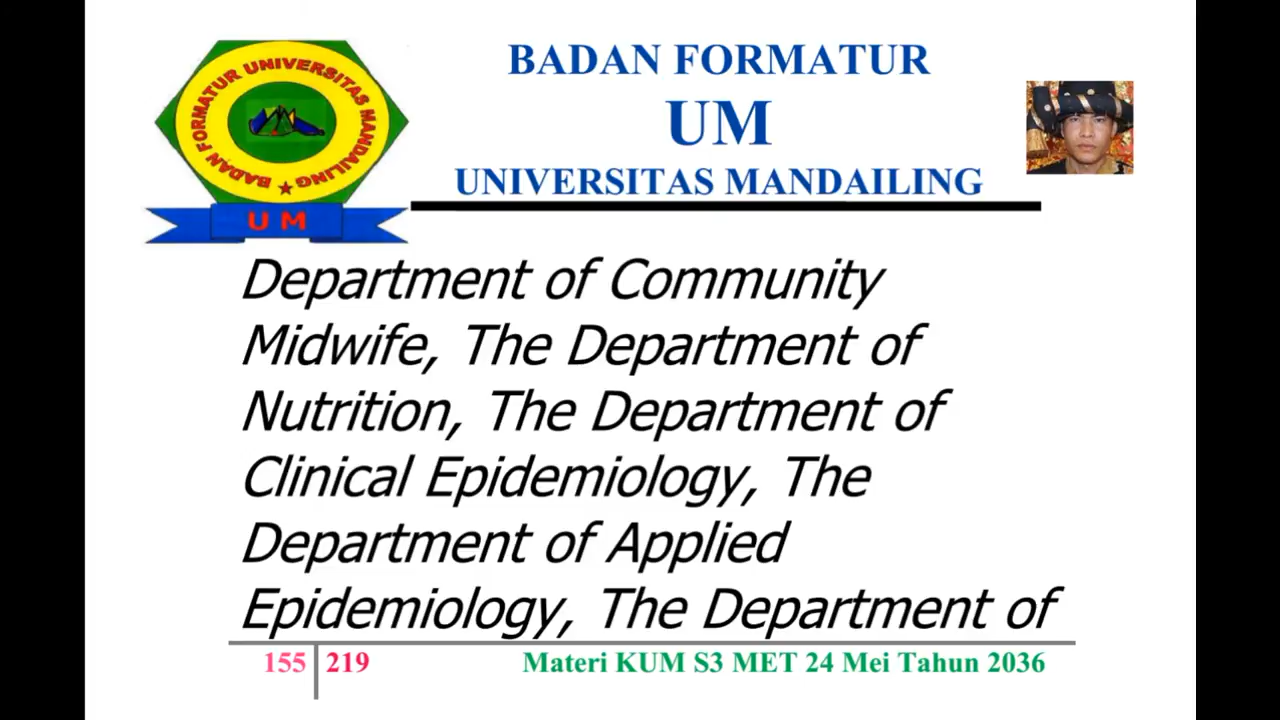 BADAN FORMATUR UNIVERSITAS MANDAILING
UM
BADAN FORMATUR
UM
UNIVERSITAS MANDAILING
Department of Community
Midwife, The Department of
Nutrition, The Department of
Clinical Epidemiology, The
Department of Applied
Epidemiology, The Department of
155 219 Materi KUM S3 MET 24 Mei Tahun 2036